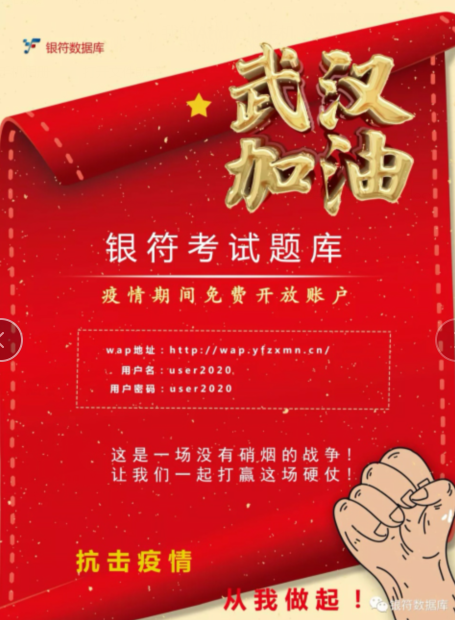 银符数据库
武汉
加油
银符考试题库
疫情期间免费开放账户
wap地址：http://wap.yfzxmn.cn/
用户名：user2020
用户密码：user2020
这是一场没有硝烟的战争！
让我们一起打赢这场硬仗！
抗击疫情
从我做起！
银符数据库